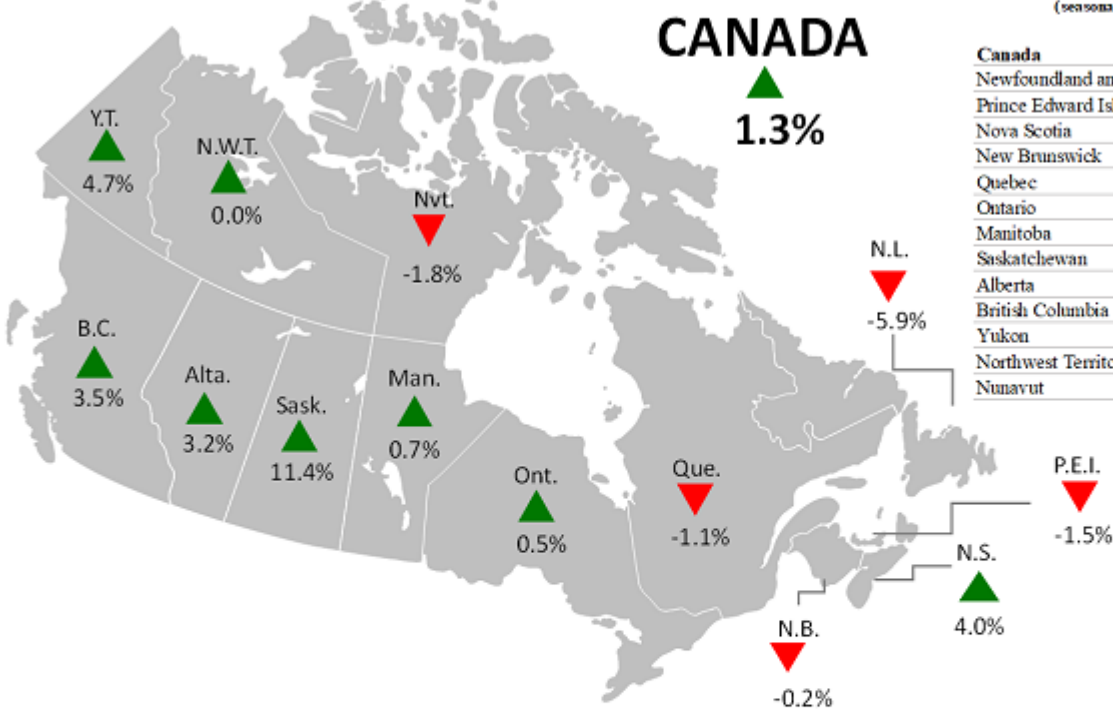 (seasona
CANADA
1.3%
Canada
Newfoundland an
Prince Edward Isl
Nova Scotia
New Brunswick
Quebec
Ontario
Manitoba
Saskatchewan
Alberta
British Columbia
Yukon
Northwest Territo
Nunavut
Y.T.
4.7%
N.W.T.
0.0%
Nvt.
-1.8%
N.L.
-5.9%
B.C.
3.5%
Alta.
3.2%
Sask.
11.4%
Man.
0.7%
Ont.
0.5%
Que.
-1.1%
P.E.I.
-1.5%
N.S.
4.0%
N.B.
-0.2%